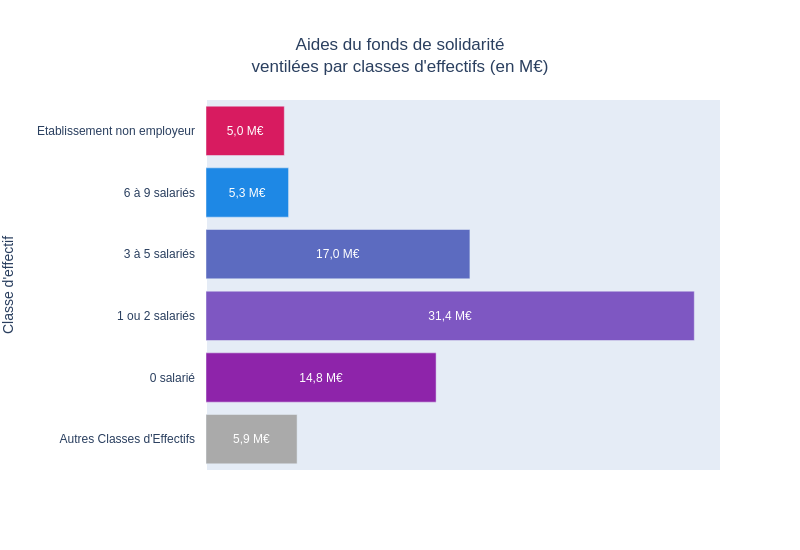 Aides du fonds de solidarité
ventilées par classes d'effectifs (en M€)
Classe d'effectif
Etablissement non employeur
5,0 M€
6 à 9 salariés
5,3 M€
3 à 5 salariés
17,0 M€
1 ou 2 salariés
31,4 M€
0 salarié
14,8 M€
Autres Classes d'Effectifs
5,9 M€